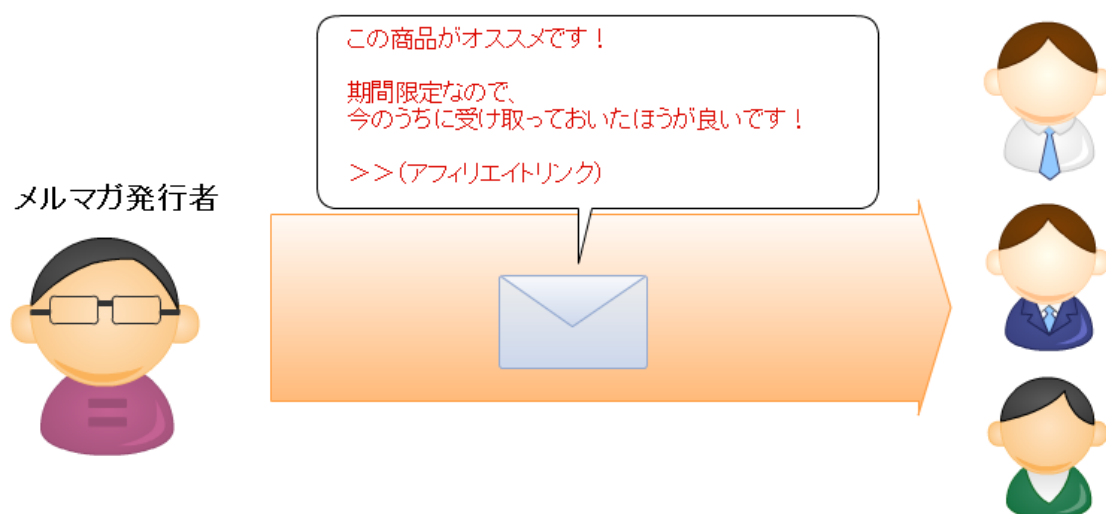 この商品がオススメです！
期間限定なので、
今のうちに受け取っておいたほうが良いです！
＞＞（アフィリエイトリンク）
メルマガ発行者